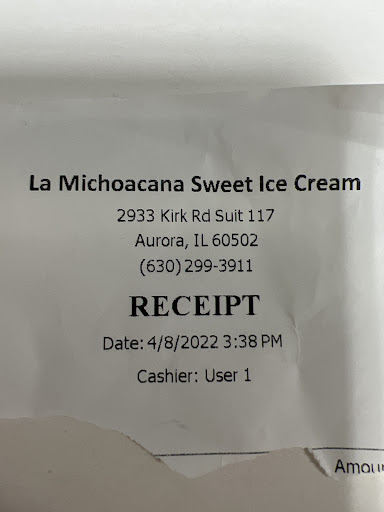 La Michoacana Sweet Ice Cream
2933 Kirk Rd Suit 117
Aurora, IL 60502
(630) 299-3911
RECEIPT
Date: 4/8/2022 3:38 PM
Cashier: User 1